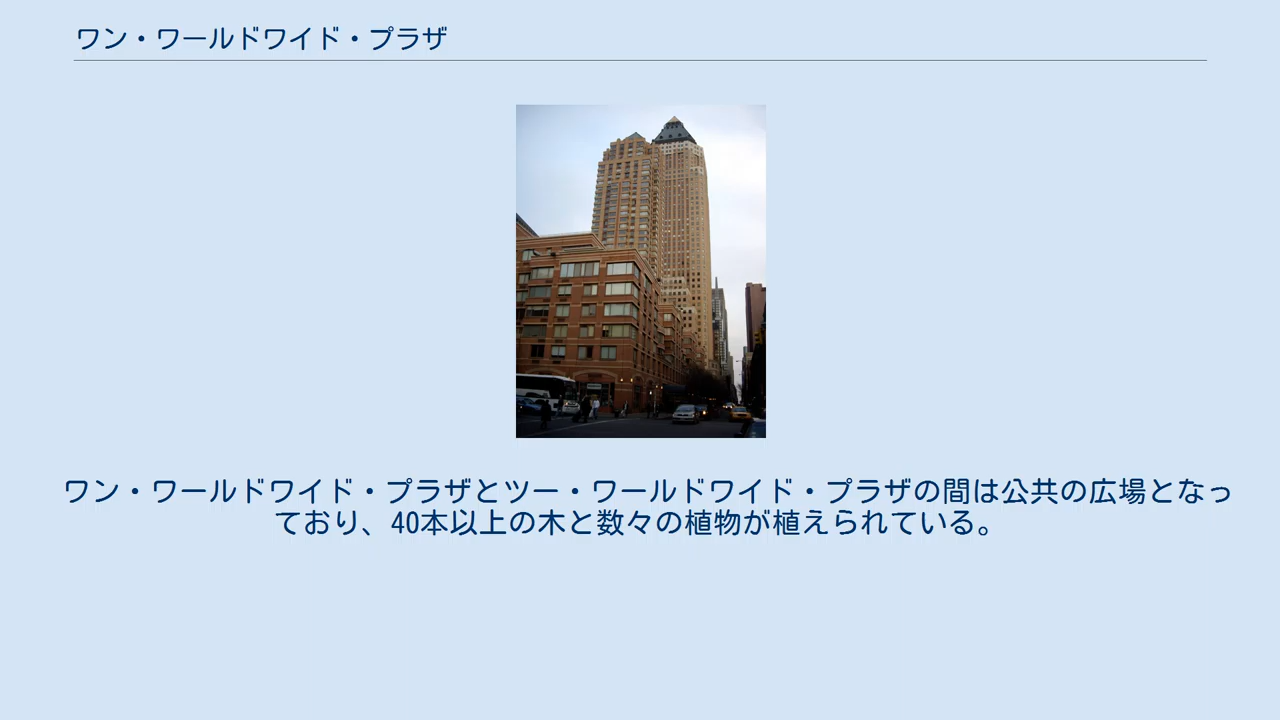 ワン・ワールドワイド・プラザ
ワン・ワールドワイド・プラザとツー・ワールドワイド・プラザの間は公共の広場となっ
ており、40本以上の木と数々の植物が植えられている。